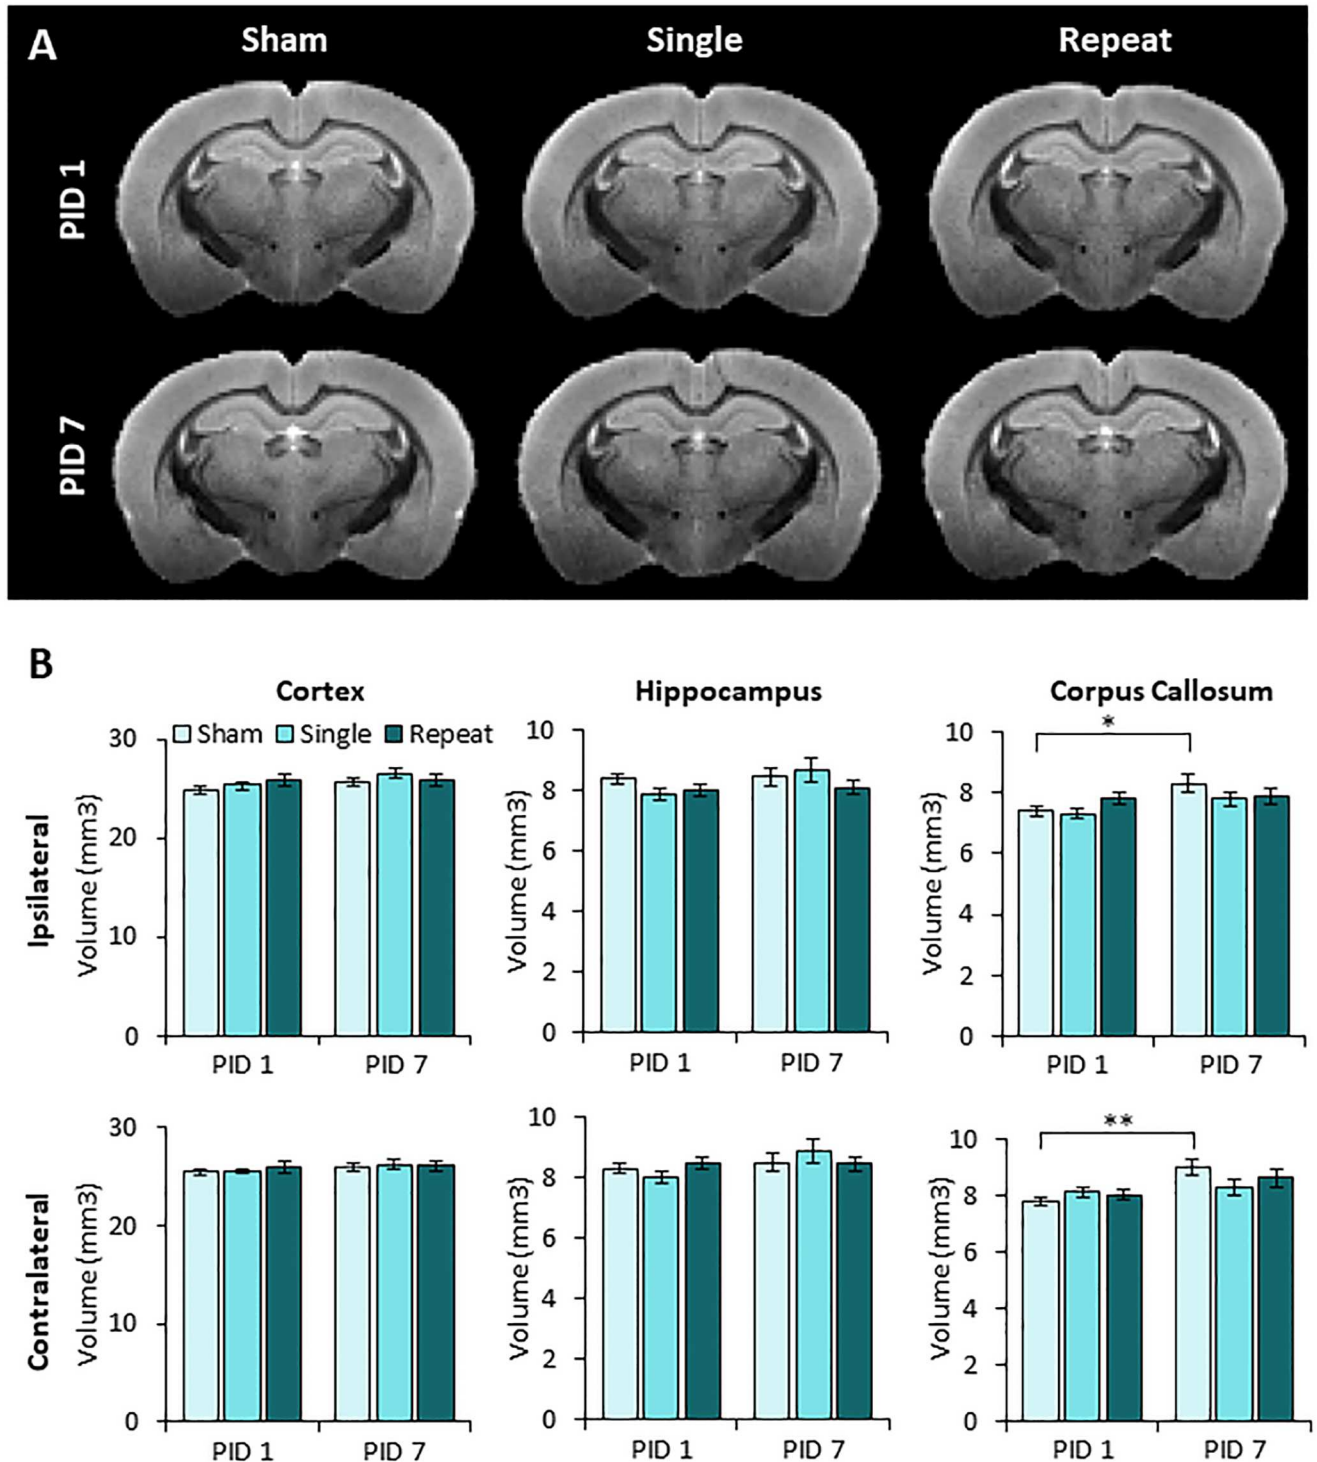 A
Sham Single Repeat
PID 1
PID 7
B
Cortex Hippocampus Corpus Callosum
Sham Single Repeat
Ipsilateral
Volume (mm3)
30
20
10
0
PID 1 PID 7
Volume (mm3)
10
8
6
4
2
0
PID 1 PID 7
*
Volume (mm3)
10
8
6
4
2
0
PID 1 PID 7
Contralateral
Volume (mm3)
30
20
10
0
PID 1 PID 7
Volume (mm3)
10
8
6
4
2
0
PID 1 PID 7
**
Volume (mm3)
10
8
6
4
2
0
PID 1 PID 7